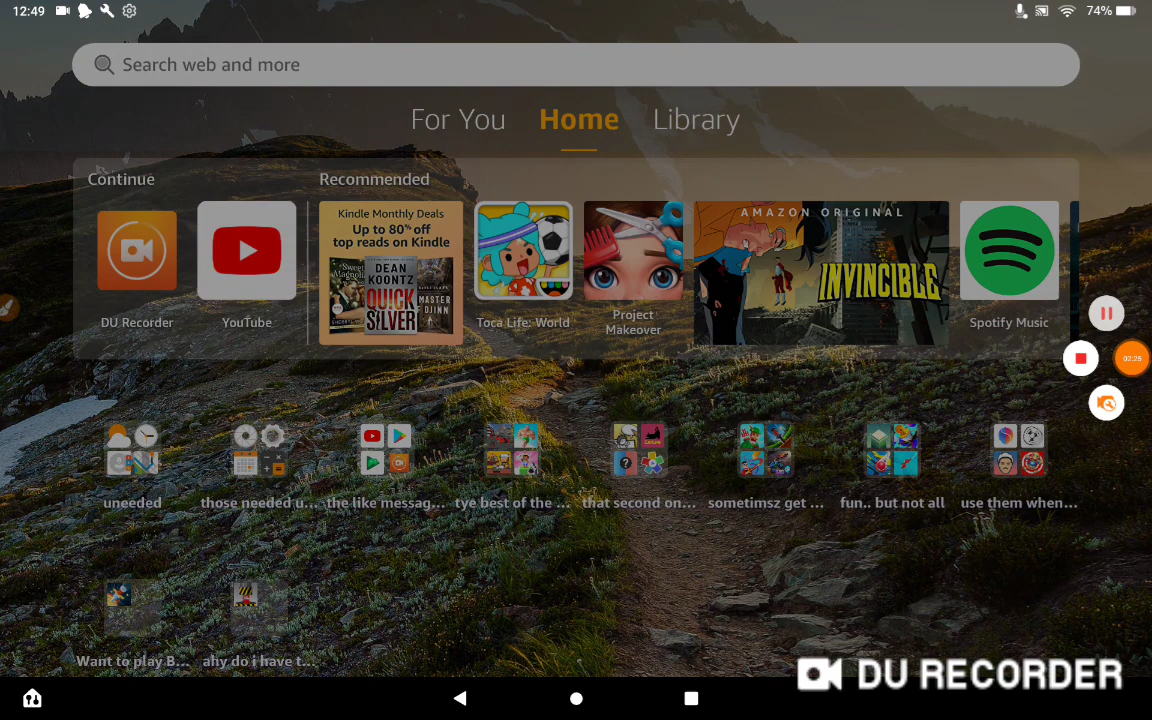 12:49
74%
Search web and more
For You
Home
Library
Continue
Recommended
Kindle Monthly Deals
Up to 80% off
top reads on Kindle
DEAN
KOONTZ
QUICK
SILVER
MASTER
DJINN
AMAZON ORIGINAL
INVINCIBLE
DU Recorder
YouTube
Toca Life: World
Project
Makeover
Spotify Music
02:25
uneeded
those needed u...
the like messag...
tye best of the ...
that second on...
sometimsz get ...
fun.. but not all
use them when...
Want to play B...
ahy do i have t...
DU RECORDER